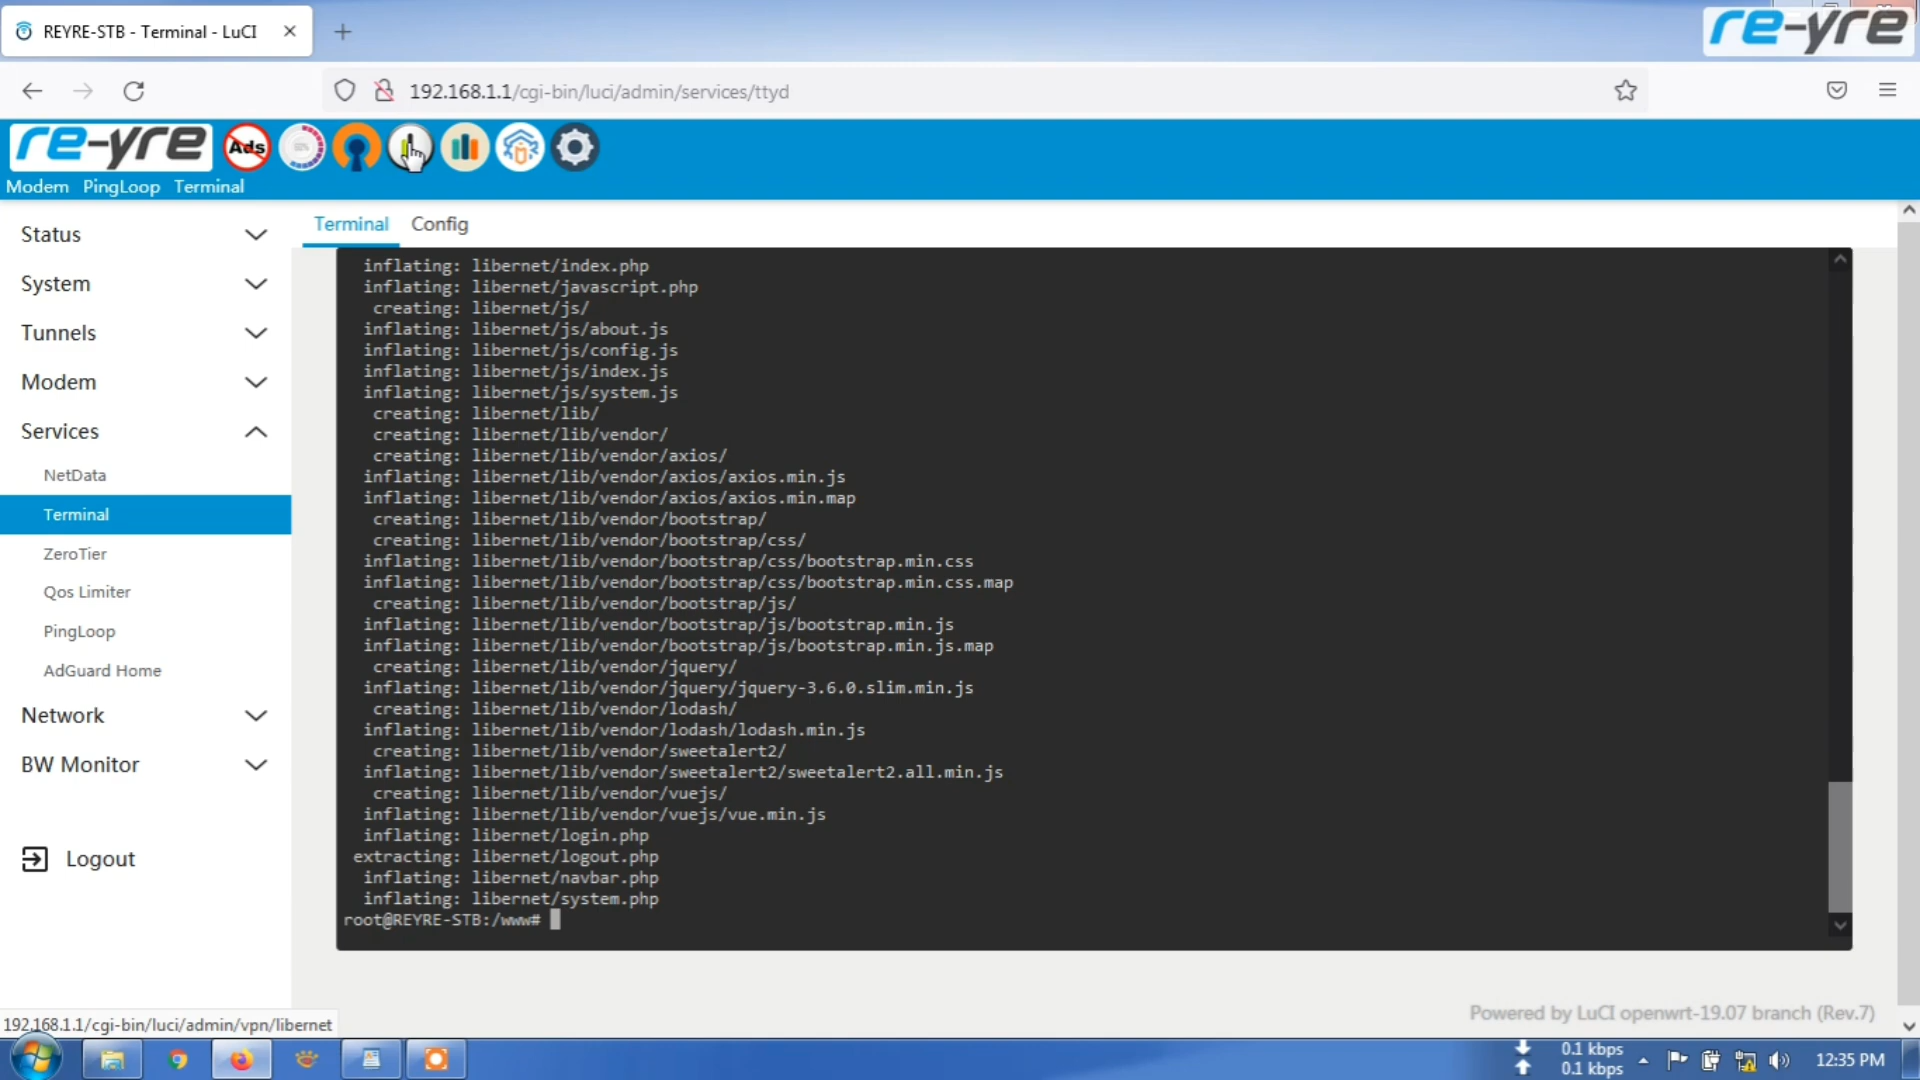 REYRE-STB - Terminal - LuCI
re-yre
192.168.1.1/cgi-bin/luci/admin/services/ttyd
re-yre
Ads
Modem PingLoop Terminal
Status
System
Tunnels
Modem
Services
NetData
Terminal
ZeroTier
Qos Limiter
PingLoop
AdGuard Home
Network
BW Monitor
Logout
Terminal Config
inflating: libernet/index.php
inflating: libernet/javascript.php
creating: libernet/js/
inflating: libernet/js/about.js
inflating: libernet/js/config.js
inflating: libernet/js/index.js
inflating: libernet/js/system.js
creating: libernet/lib/
creating: libernet/lib/vendor/
creating: libernet/lib/vendor/axios/
inflating: libernet/lib/vendor/axios/axios.min.js
inflating: libernet/lib/vendor/axios/axios.min.map
creating: libernet/lib/vendor/bootstrap/
creating: libernet/lib/vendor/bootstrap/css/
inflating: libernet/lib/vendor/bootstrap/css/bootstrap.min.css
inflating: libernet/lib/vendor/bootstrap/css/bootstrap.min.css.map
creating: libernet/lib/vendor/bootstrap/js/
inflating: libernet/lib/vendor/bootstrap/js/bootstrap.min.js
inflating: libernet/lib/vendor/bootstrap/js/bootstrap.min.js.map
creating: libernet/lib/vendor/jquery/
inflating: libernet/lib/vendor/jquery/jquery-3.6.0.slim.min.js
creating: libernet/lib/vendor/lodash/
inflating: libernet/lib/vendor/lodash/lodash.min.js
creating: libernet/lib/vendor/sweetalert2/
inflating: libernet/lib/vendor/sweetalert2/sweetalert2.all.min.js
creating: libernet/lib/vendor/vuejs/
inflating: libernet/lib/vendor/vuejs/vue.min.js
inflating: libernet/login.php
extracting: libernet/logout.php
inflating: libernet/navbar.php
inflating: libernet/system.php
root@REYRE-STB:/www#
Powered by LuCI openwrt-19.07 branch (Rev.7)
192.168.1.1/cgi-bin/luci/admin/vpn/libernet
0.1 kbps
0.1 kbps
12:35 PM